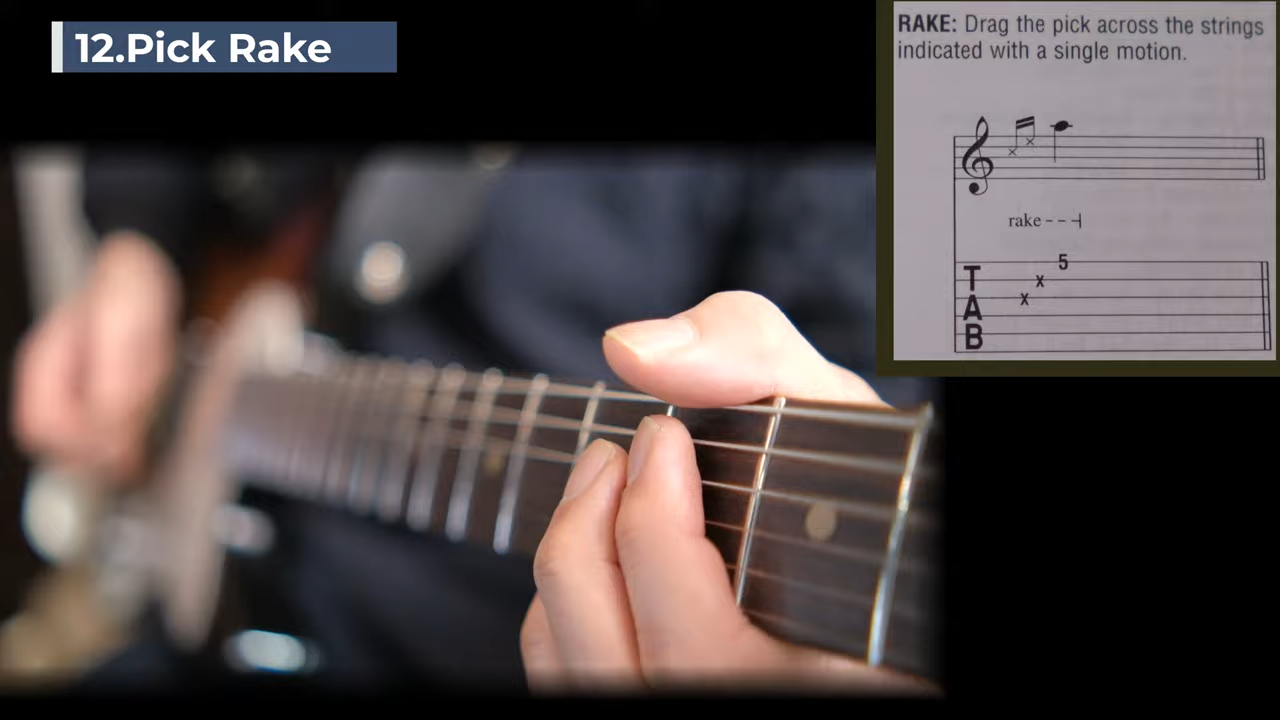 12.Pick Rake
RAKE: Drag the pick across the strings
indicated with a single motion.
rake - - -
5
T
x
x
A
B